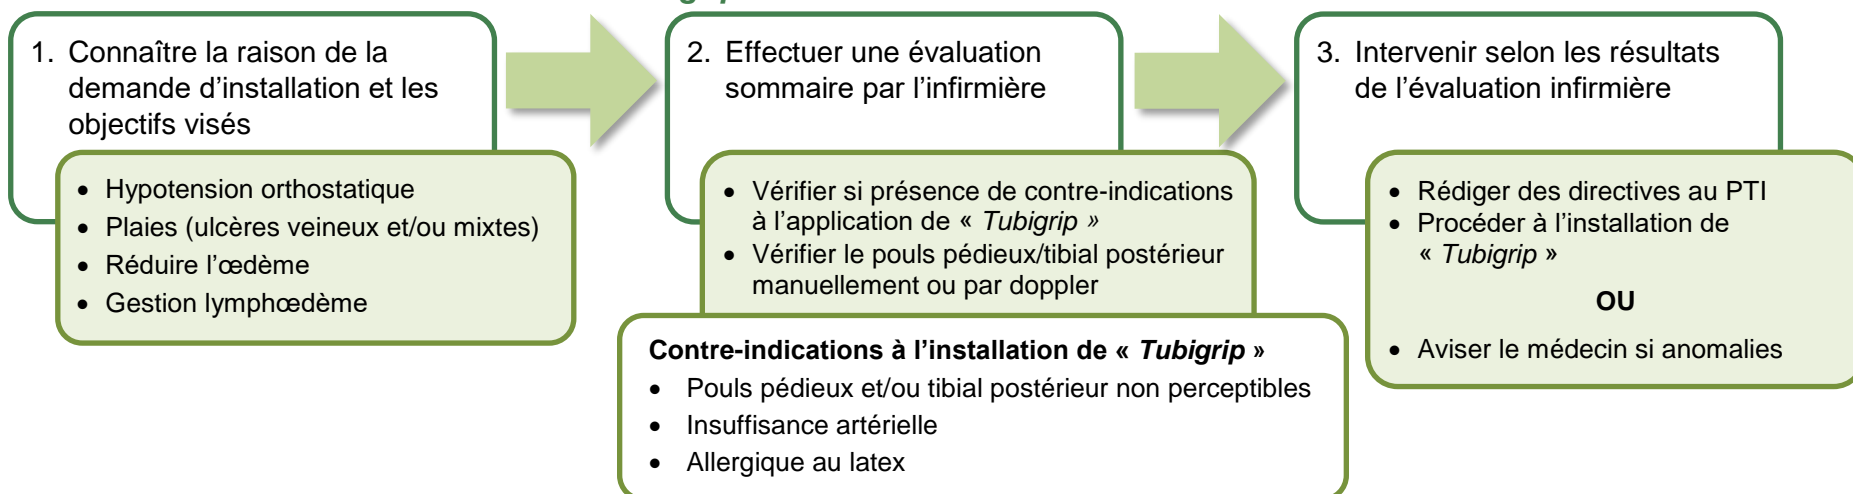 1. Connaître la raison de la
demande d’installation et les
objectifs visés
• Hypotension orthostatique
• Plaies (ulcères veineux et/ou mixtes)
• Réduire l’œdème
• Gestion lymphœdème
2. Effectuer une évaluation
sommaire par l’infirmière
• Vérifier si présence de contre-indications
à l’application de « Tubigrip »
• Vérifier le pouls pédieux/tibial postérieur
manuellement ou par doppler
Contre-indications à l’installation de « Tubigrip »
• Pouls pédieux et/ou tibial postérieur non perceptibles
• Insuffisance artérielle
• Allergique au latex
3. Intervenir selon les résultats
de l’évaluation infirmière
• Rédiger des directives au PTI
• Procéder à l’installation de
« Tubigrip »
OU
• Aviser le médecin si anomalies